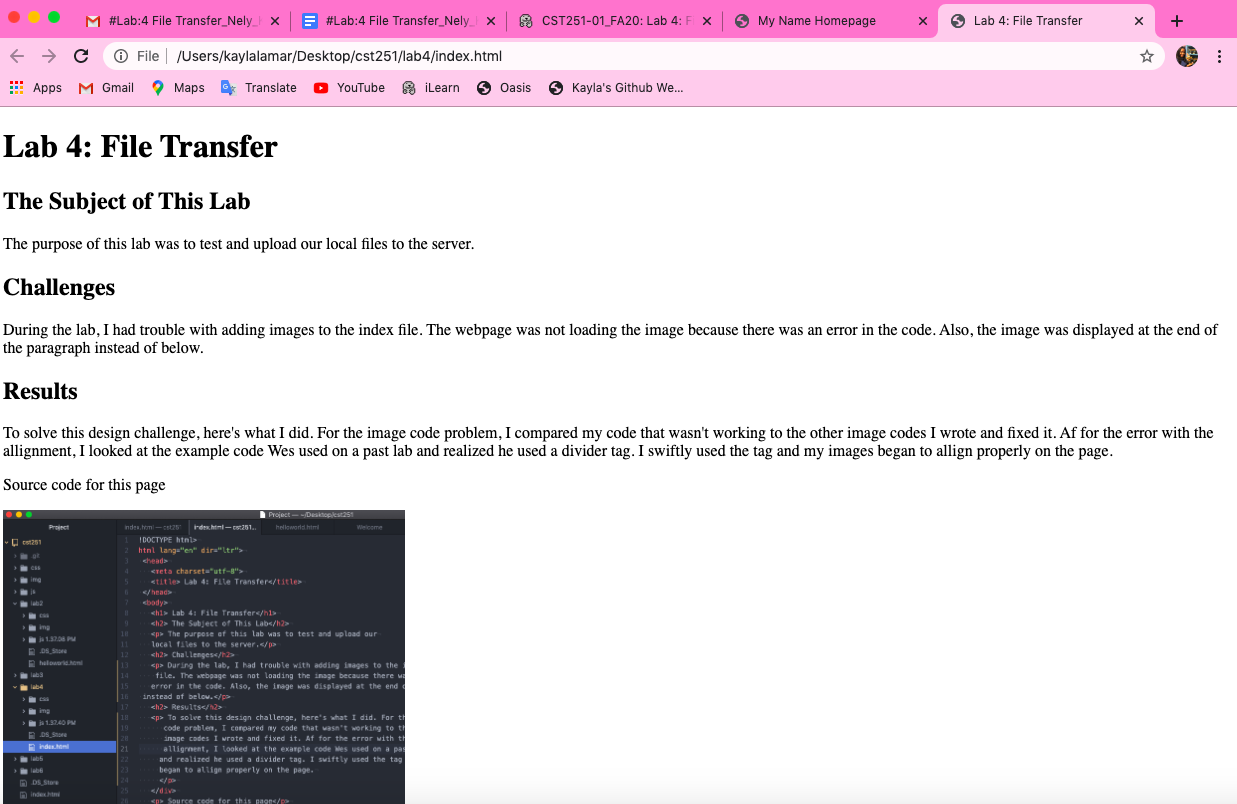 #Lab:4 File Transfer_Nely_ #Lab:4 File Transfer_Nely_ CST251-01_FA20: Lab 4: F My Name Homepage Lab 4: File Transfer
File /Users/kaylalamar/Desktop/cst251/lab4/index.html
Apps Gmail Maps Translate YouTube iLearn Oasis Kayla's Github We...
Lab 4: File Transfer
The Subject of This Lab
The purpose of this lab was to test and upload our local files to the server.
Challenges
During the lab, I had trouble with adding images to the index file. The webpage was not loading the image because there was an error in the code. Also, the image was displayed at the end of
the paragraph instead of below.
Results
To solve this design challenge, here's what I did. For the image code problem, I compared my code that wasn't working to the other image codes I wrote and fixed it. Af for the error with the
allignment, I looked at the example code Wes used on a past lab and realized he used a divider tag. I swiftly used the tag and my images began to allign properly on the page.
Source code for this page
Project — ~/Desktop/cst251
Project index.html — cst251 index.html — cst251... helloworld.html Welcome
cst251 1 !DOCTYPE html>
.git 2 html lang="en" dir="ltr">
css 3 <head>
img 4 <meta charset="utf-8">
js 5 <title> Lab 4: File Transfer</title>
lab2 6 </head>
css 7 <body>
img 8 <h1> Lab 4: File Transfer</h1>
js 1.37.38 PM 9 <h2> The Subject of This Lab</h2>
.DS_Store 10 <p> The purpose of this lab was to test and upload our
helloworld.html 11 local files to the server.</p>
lab3 12 <h2> Challenges</h2>
lab4 13 <p> During the lab, I had trouble with adding images to the i
css 14 file. The webpage was not loading the image because there wa
img 15 error in the code. Also, the image was displayed at the end o
js 1.37.40 PM 16 instead of below.</p>
.DS_Store 17 <h2> Results</h2>
index.html 18 <p> To solve this design challenge, here's what I did. For th
lab5 19 code problem, I compared my code that wasn't working to th
lab6 20 image codes I wrote and fixed it. Af for the error with th
.DS_Store 21 allignment, I looked at the example code Wes used on a pas
index.html 22 and realized he used a divider tag. I swiftly used the tag
23 began to allign properly on the page.
24 </p>
25 </div>
26 <p> Source code for this page</p>